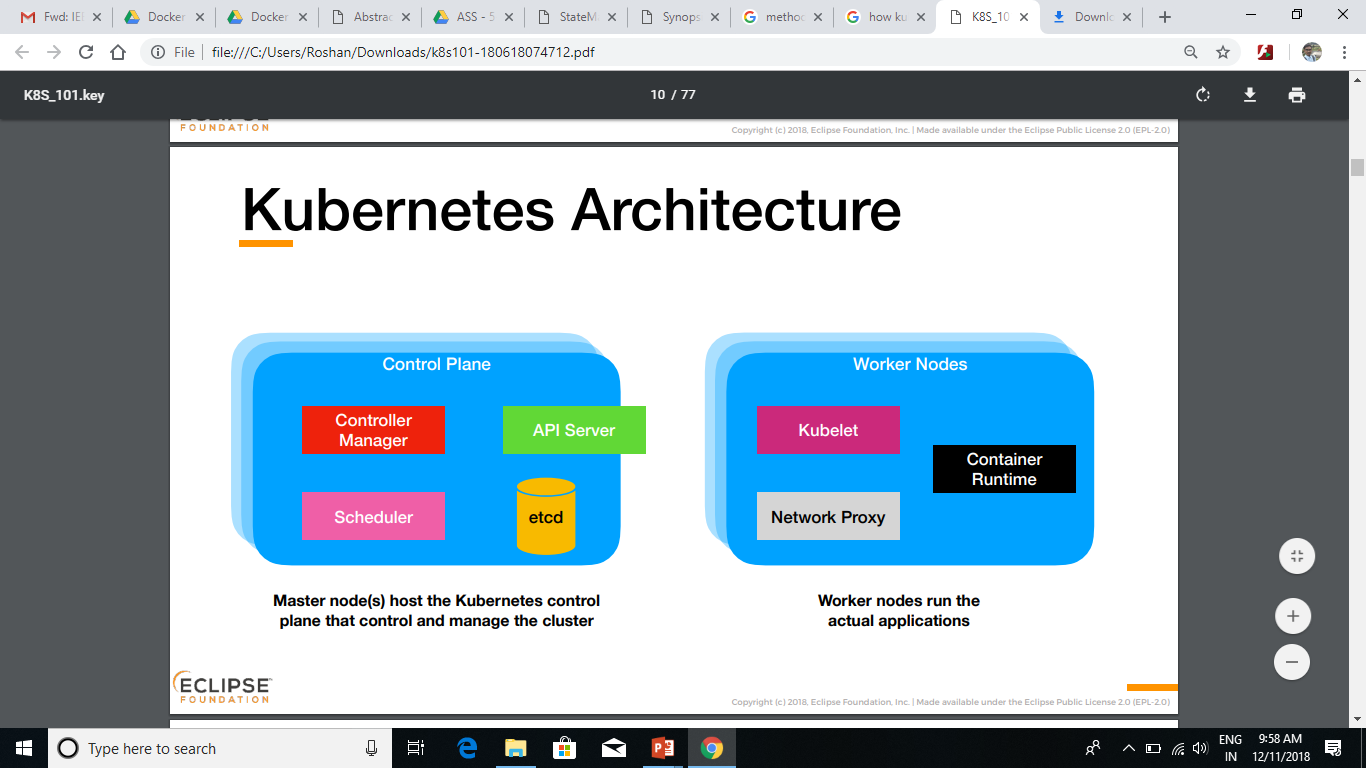 Fwd: IE
Docker
Docker
Abstrac
ASS - 5
StateM
Synops
method
how ku
K8S_10
Downlo
File
file:///C:/Users/Roshan/Downloads/k8s101-180618074712.pdf
K8S_101.key
10 / 77
ECLIPSE
FOUNDATION
Copyright (c) 2018, Eclipse Foundation, Inc. | Made available under the Eclipse Public License 2.0 (EPL-2.0)
Kubernetes Architecture
Control Plane
Controller
Manager
API Server
Scheduler
etcd
Master node(s) host the Kubernetes control
plane that control and manage the cluster
Worker Nodes
Kubelet
Container
Runtime
Network Proxy
Worker nodes run the
actual applications
ECLIPSE
FOUNDATION
Copyright (c) 2018, Eclipse Foundation, Inc. | Made available under the Eclipse Public License 2.0 (EPL-2.0)
Type here to search
ENG
IN
9:58 AM
12/11/2018